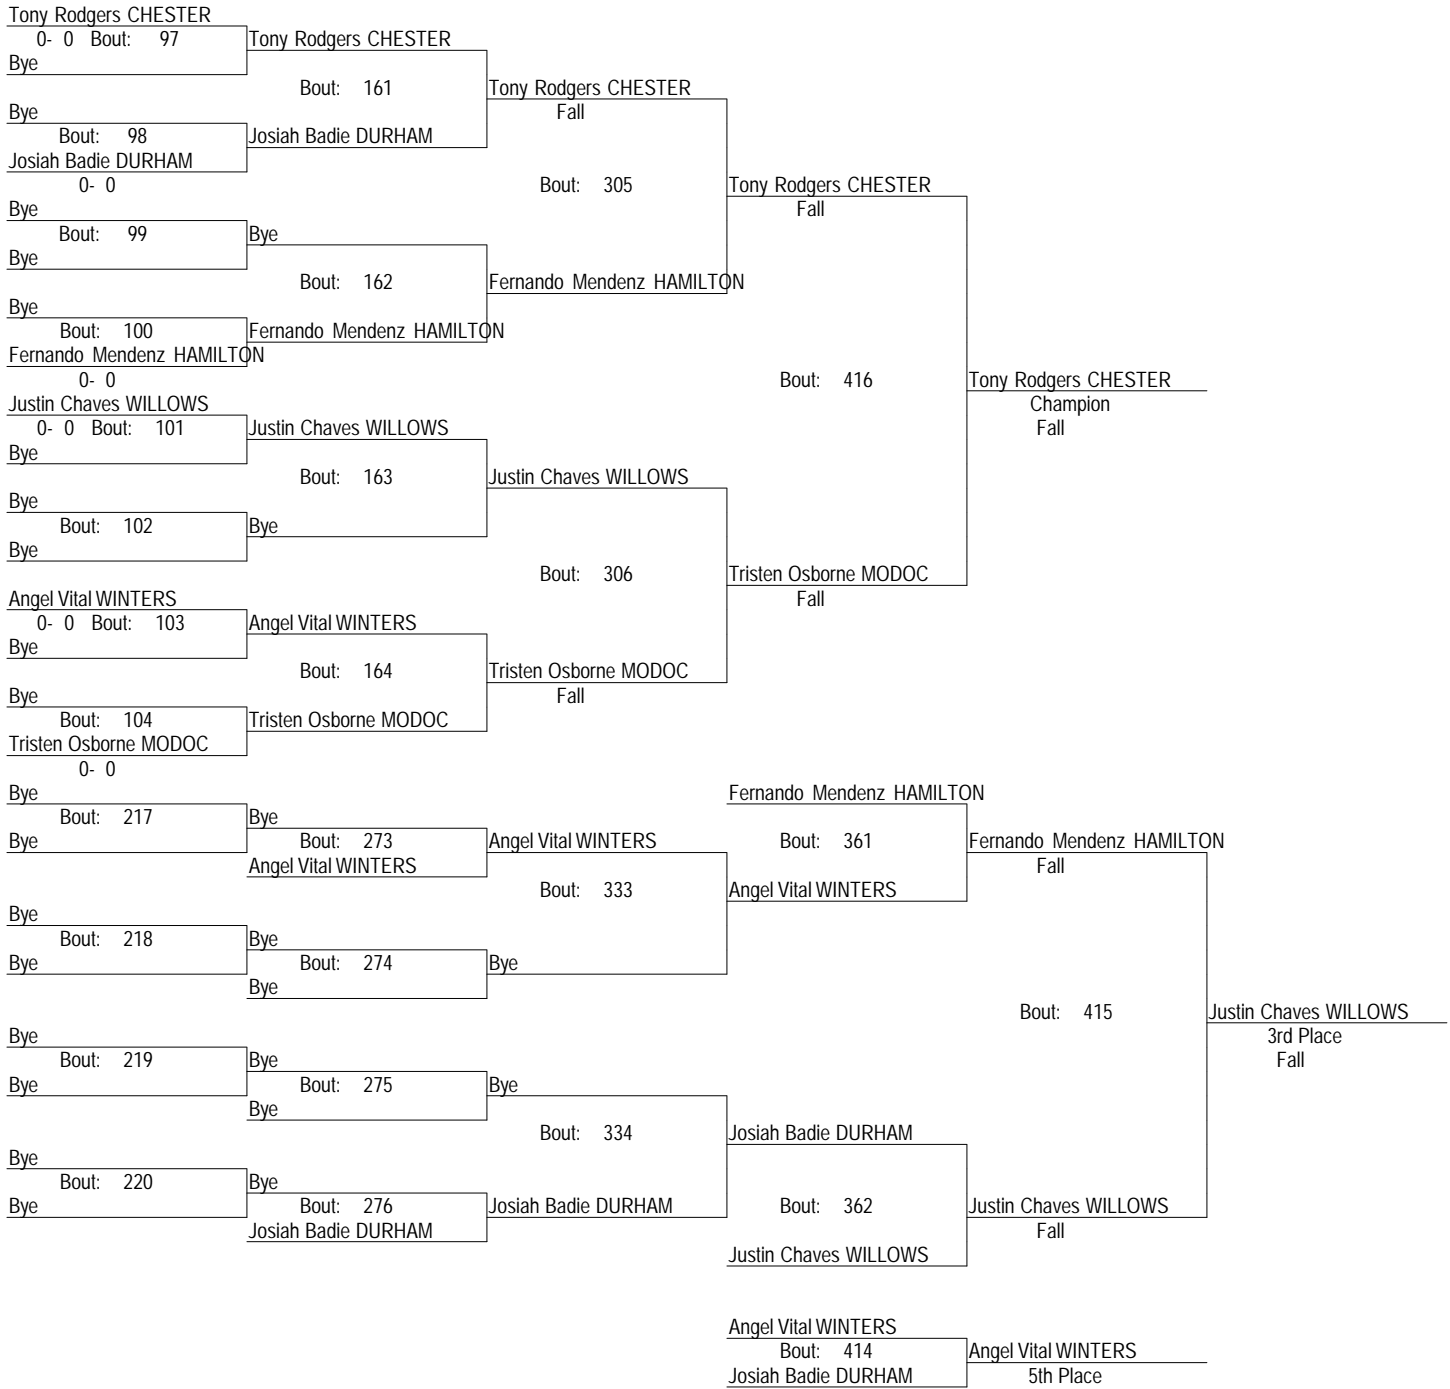 Tony Rodgers CHESTER
0- 0 Bout: 97 Tony Rodgers CHESTER
Bye
Bout: 161 Tony Rodgers CHESTER
Bye Fall
Bout: 98 Josiah Badie DURHAM
Josiah Badie DURHAM
0- 0 Bout: 305 Tony Rodgers CHESTER
Bye Fall
Bout: 99 Bye
Bye
Bout: 162 Fernando Mendenz HAMILTON
Bye
Bout: 100 Fernando Mendenz HAMILTON
Fernando Mendenz HAMILTON
0- 0 Bout: 416 Tony Rodgers CHESTER
Justin Chaves WILLOWS Champion
0- 0 Bout: 101 Justin Chaves WILLOWS Fall
Bye
Bout: 163 Justin Chaves WILLOWS
Bye
Bout: 102 Bye
Bye
Bout: 306 Tristen Osborne MODOC
Angel Vital WINTERS Fall
0- 0 Bout: 103 Angel Vital WINTERS
Bye
Bout: 164 Tristen Osborne MODOC
Bye Fall
Bout: 104 Tristen Osborne MODOC
Tristen Osborne MODOC
0- 0
Bye Fernando Mendenz HAMILTON
Bout: 217 Bye
Bye Bout: 273 Angel Vital WINTERS Bout: 361 Fernando Mendenz HAMILTON
Angel Vital WINTERS Fall
Bout: 333 Angel Vital WINTERS
Bye
Bout: 218 Bye
Bye Bout: 274 Bye
Bye
Bout: 415 Justin Chaves WILLOWS
Bye 3rd Place
Bout: 219 Bye Fall
Bye Bout: 275 Bye
Bye
Bout: 334 Josiah Badie DURHAM
Bye
Bout: 220 Bye
Bye Bout: 276 Josiah Badie DURHAM Bout: 362 Justin Chaves WILLOWS
Josiah Badie DURHAM Fall
Justin Chaves WILLOWS
Angel Vital WINTERS
Bout: 414 Angel Vital WINTERS
Josiah Badie DURHAM 5th Place